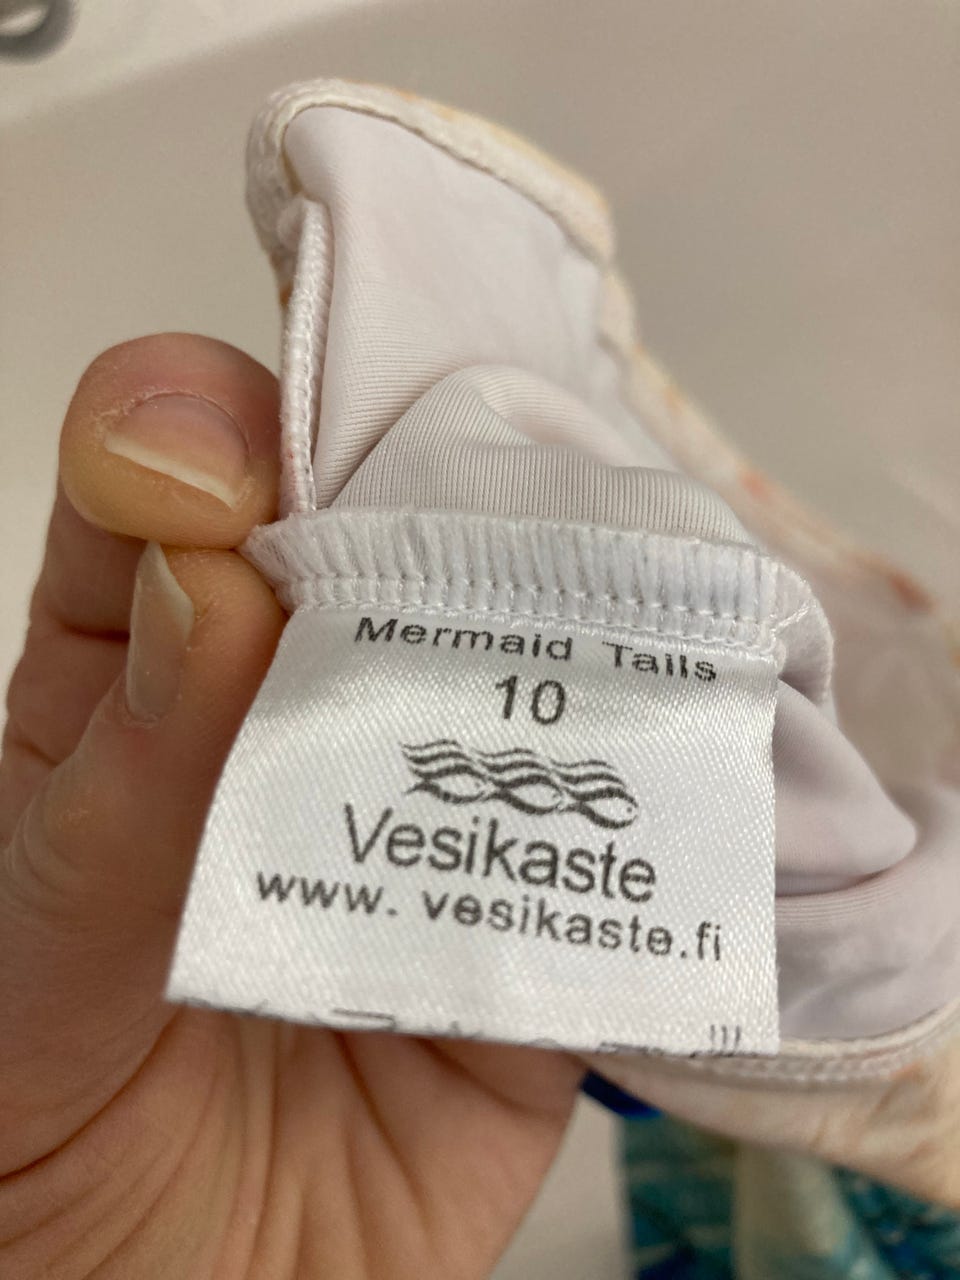 Mermaid Tails
10
Vesikaste
www. vesikaste.fi